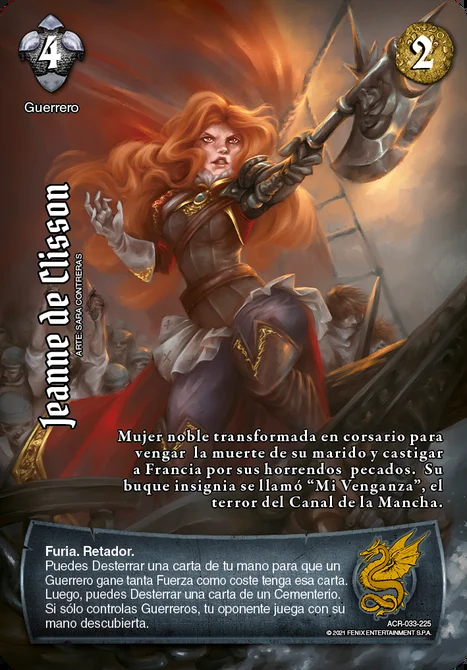 4
2
Guerrero
Jeanne de Clisson
ARTE: SARA CONTRERAS
Mujer noble transformada en corsario para
vengar la muerte de su marido y castigar
a Francia por sus horrendos pecados. Su
buque insignia se llamó “Mi Venganza”, el
terror del Canal de la Mancha.
Furia. Retador.
Puedes Desterrar una carta de tu mano para que un
Guerrero gane tanta Fuerza como coste tenga esa carta.
Luego, puedes Desterrar una carta de un Cementerio.
Si sólo controlas Guerreros, tu oponente juega con su
mano descubierta.
ACR-033-225
© 2021 FENIX ENTERTAINMENT S.P.A.